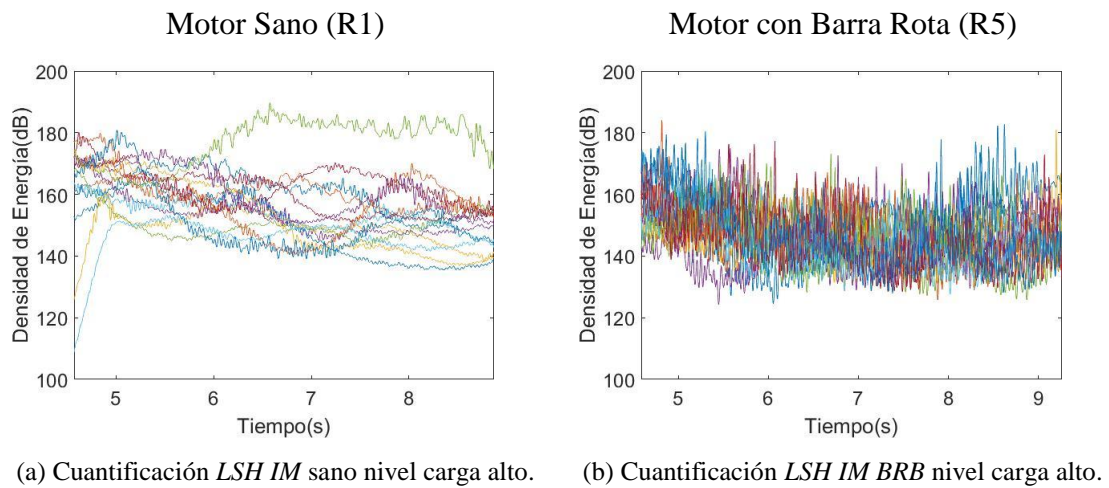 Motor Sano (R1)
Motor con Barra Rota (R5)
200
180
160
140
120
100
Densidad de Energía(dB)
5
6
7
8
Tiempo(s)
200
180
160
140
120
100
Densidad de Energía(dB)
5
6
7
8
9
Tiempo(s)
(a) Cuantificación LSH IM sano nivel carga alto.
(b) Cuantificación LSH IM BRB nivel carga alto.